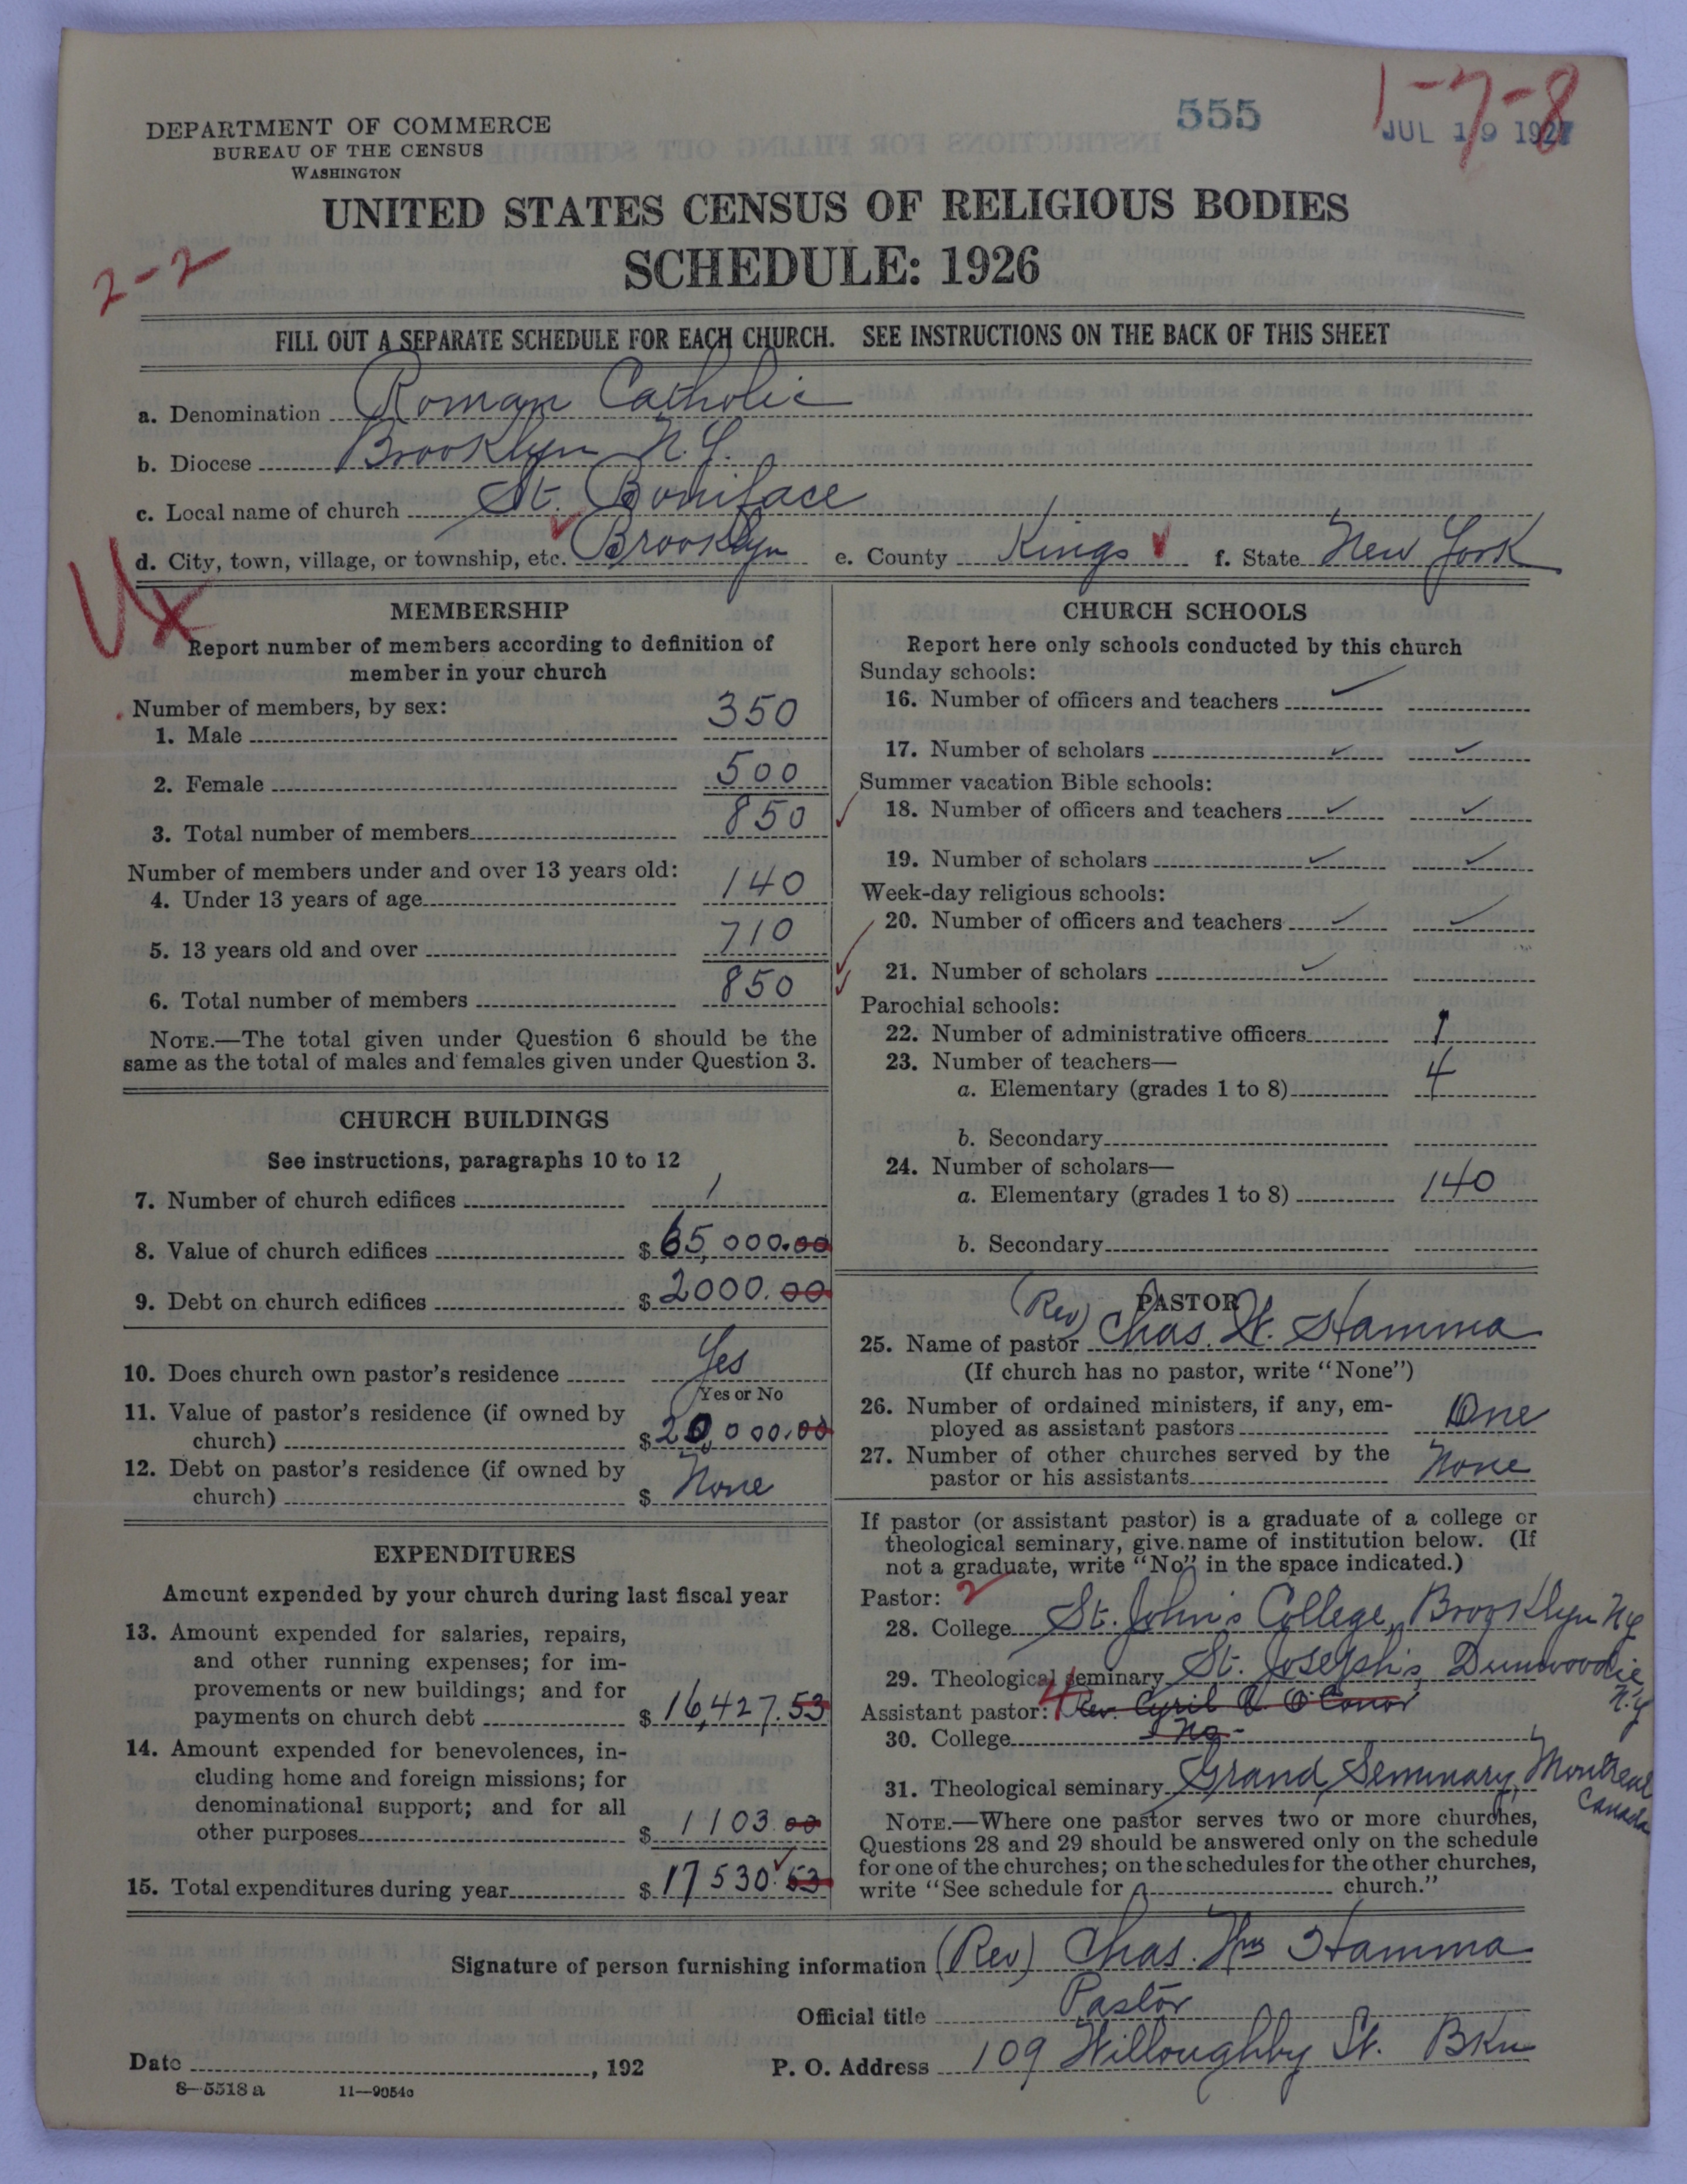 555
1-7-8
JUL 19 1927
DEPARTMENT OF COMMERCE
BUREAU OF THE CENSUS
WASHINGTON
UNITED STATES CENSUS OF RELIGIOUS BODIES
SCHEDULE: 1926
2-2
FILL OUT A SEPARATE SCHEDULE FOR EACH CHURCH. SEE INSTRUCTIONS ON THE BACK OF THIS SHEET
a. Denomination Roman Catholic
b. Diocese Brooklyn N.Y.
c. Local name of church St. Boniface
d. City, town, village, or township, etc. Brooklyn e. County Kings f. State New York
MEMBERSHIP
Report number of members according to definition of
member in your church
Number of members, by sex:
1. Male 350
2. Female 500
3. Total number of members 850
Number of members under and over 13 years old:
4. Under 13 years of age 140
5. 13 years old and over 710
6. Total number of members 850
NOTE.—The total given under Question 6 should be the
same as the total of males and females given under Question 3.
CHURCH BUILDINGS
See instructions, paragraphs 10 to 12
7. Number of church edifices 1
8. Value of church edifices $ 65,000.00
9. Debt on church edifices $ 2000.00
10. Does church own pastor's residence Yes
Yes or No
11. Value of pastor's residence (if owned by
church) $ 20,000.00
12. Debt on pastor's residence (if owned by
church) $ None
EXPENDITURES
Amount expended by your church during last fiscal year
13. Amount expended for salaries, repairs,
and other running expenses; for im-
provements or new buildings; and for
payments on church debt $ 16,427.53
14. Amount expended for benevolences, in-
cluding home and foreign missions; for
denominational support; and for all
other purposes $ 1103.00
15. Total expenditures during year $ 17530.53
CHURCH SCHOOLS
Report here only schools conducted by this church
Sunday schools:
16. Number of officers and teachers
17. Number of scholars
Summer vacation Bible schools:
18. Number of officers and teachers
19. Number of scholars
Week-day religious schools:
20. Number of officers and teachers
21. Number of scholars
Parochial schools:
22. Number of administrative officers 1
23. Number of teachers—
a. Elementary (grades 1 to 8) 4
b. Secondary
24. Number of scholars—
a. Elementary (grades 1 to 8) 140
b. Secondary
PASTOR
25. Name of pastor (Rev) Chas. W. Hamma
(If church has no pastor, write "None")
26. Number of ordained ministers, if any, em-
ployed as assistant pastors One
27. Number of other churches served by the
pastor or his assistants None
If pastor (or assistant pastor) is a graduate of a college or
theological seminary, give name of institution below. (If
not a graduate, write "No" in the space indicated.)
Pastor: 2
28. College St. John's College, Brooklyn NY
29. Theological seminary St. Joseph's Dunwoodie N.Y
Assistant pastor: Rev. Cyril A. O'Conor
30. College No -
31. Theological seminary Grand Seminary, Montreal Canada
NOTE.—Where one pastor serves two or more churches,
Questions 28 and 29 should be answered only on the schedule
for one of the churches; on the schedules for the other churches,
write "See schedule for church."
Signature of person furnishing information (Rev) Chas. Wm Hamma
Official title Pastor
Date , 192 P. O. Address 109 Willoughby St. Bkn
8-5518 a 11-9054c